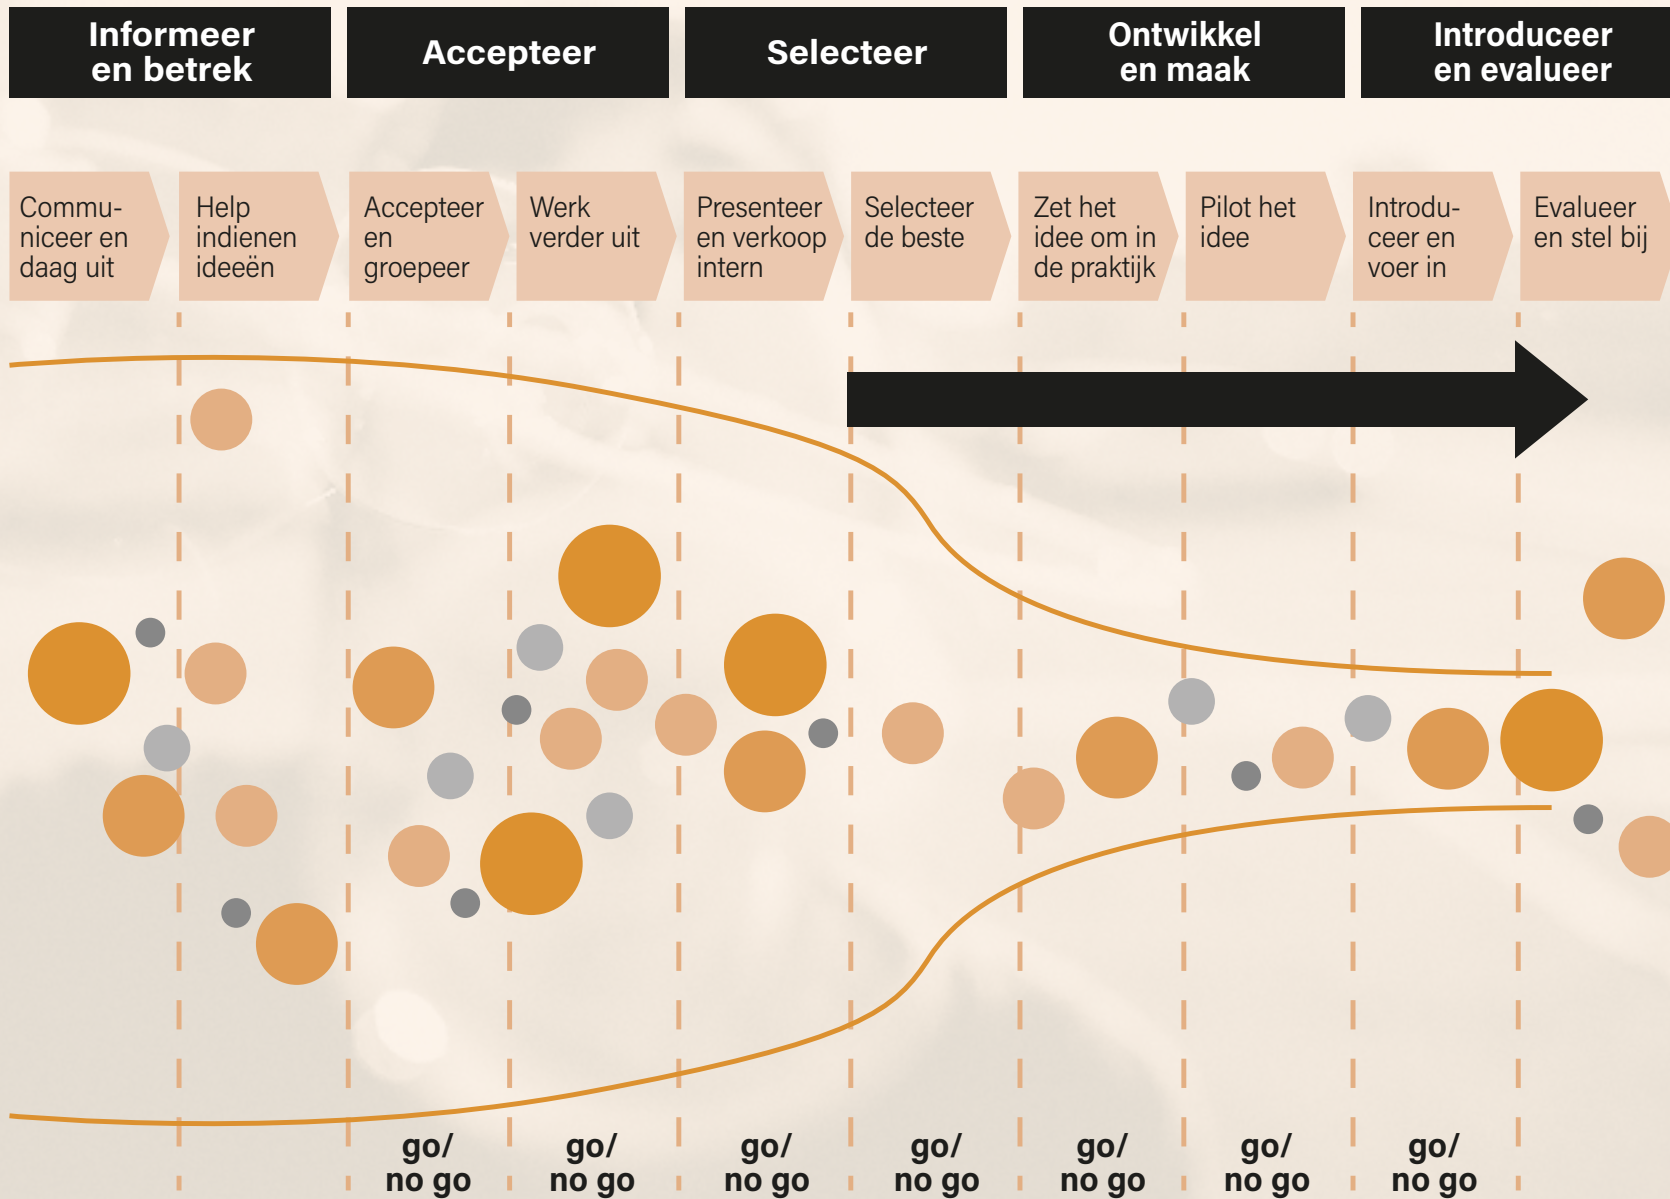 Informeer
en betrek
Accepteer
Selecteer
Ontwikkel
en maak
Introduceer
en evalueer
Commu-
niceer en
daag uit
Help
indienen
ideeën
Accepteer
en
groepeer
Werk
verder uit
Presenteer
en verkoop
intern
Selecteer
de beste
Zet het
idee om in
de praktijk
Pilot het
idee
Introdu-
ceer en
voer in
Evalueer
en stel bij
go/
no go
go/
no go
go/
no go
go/
no go
go/
no go
go/
no go
go/
no go